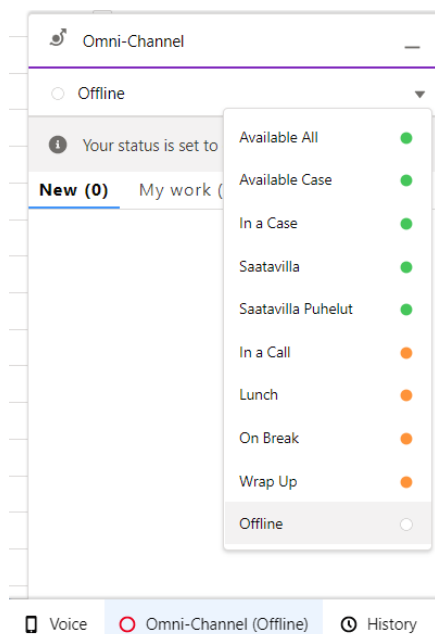 Omni-Channel
Offline
Your status is set to
New (0) My work (
Available All
Available Case
In a Case
Saatavilla
Saatavilla Puhelut
In a Call
Lunch
On Break
Wrap Up
Offline
Voice Omni-Channel (Offline) History